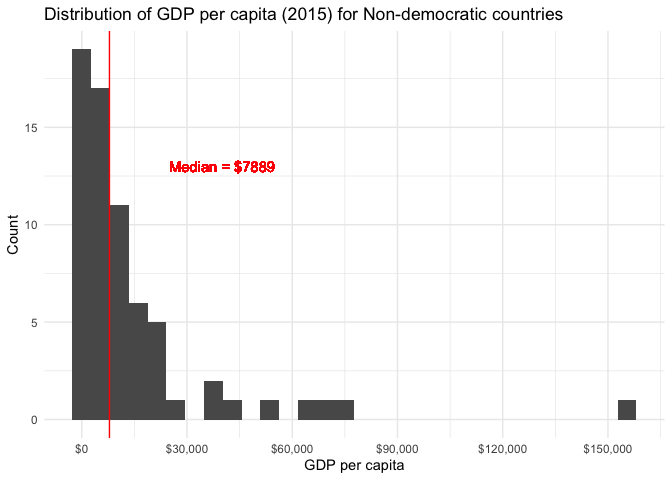 Distribution of GDP per capita (2015) for Non-democratic countries
Count
15
10
5
0
Median = $7889
$0 $30,000 $60,000 $90,000 $120,000 $150,000
GDP per capita